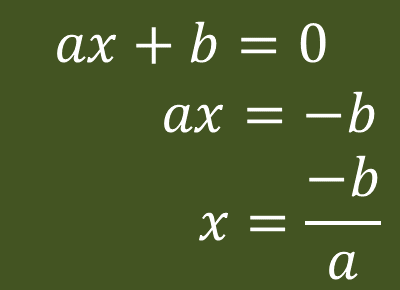 ax + b = 0
ax = −b
x = −b/a